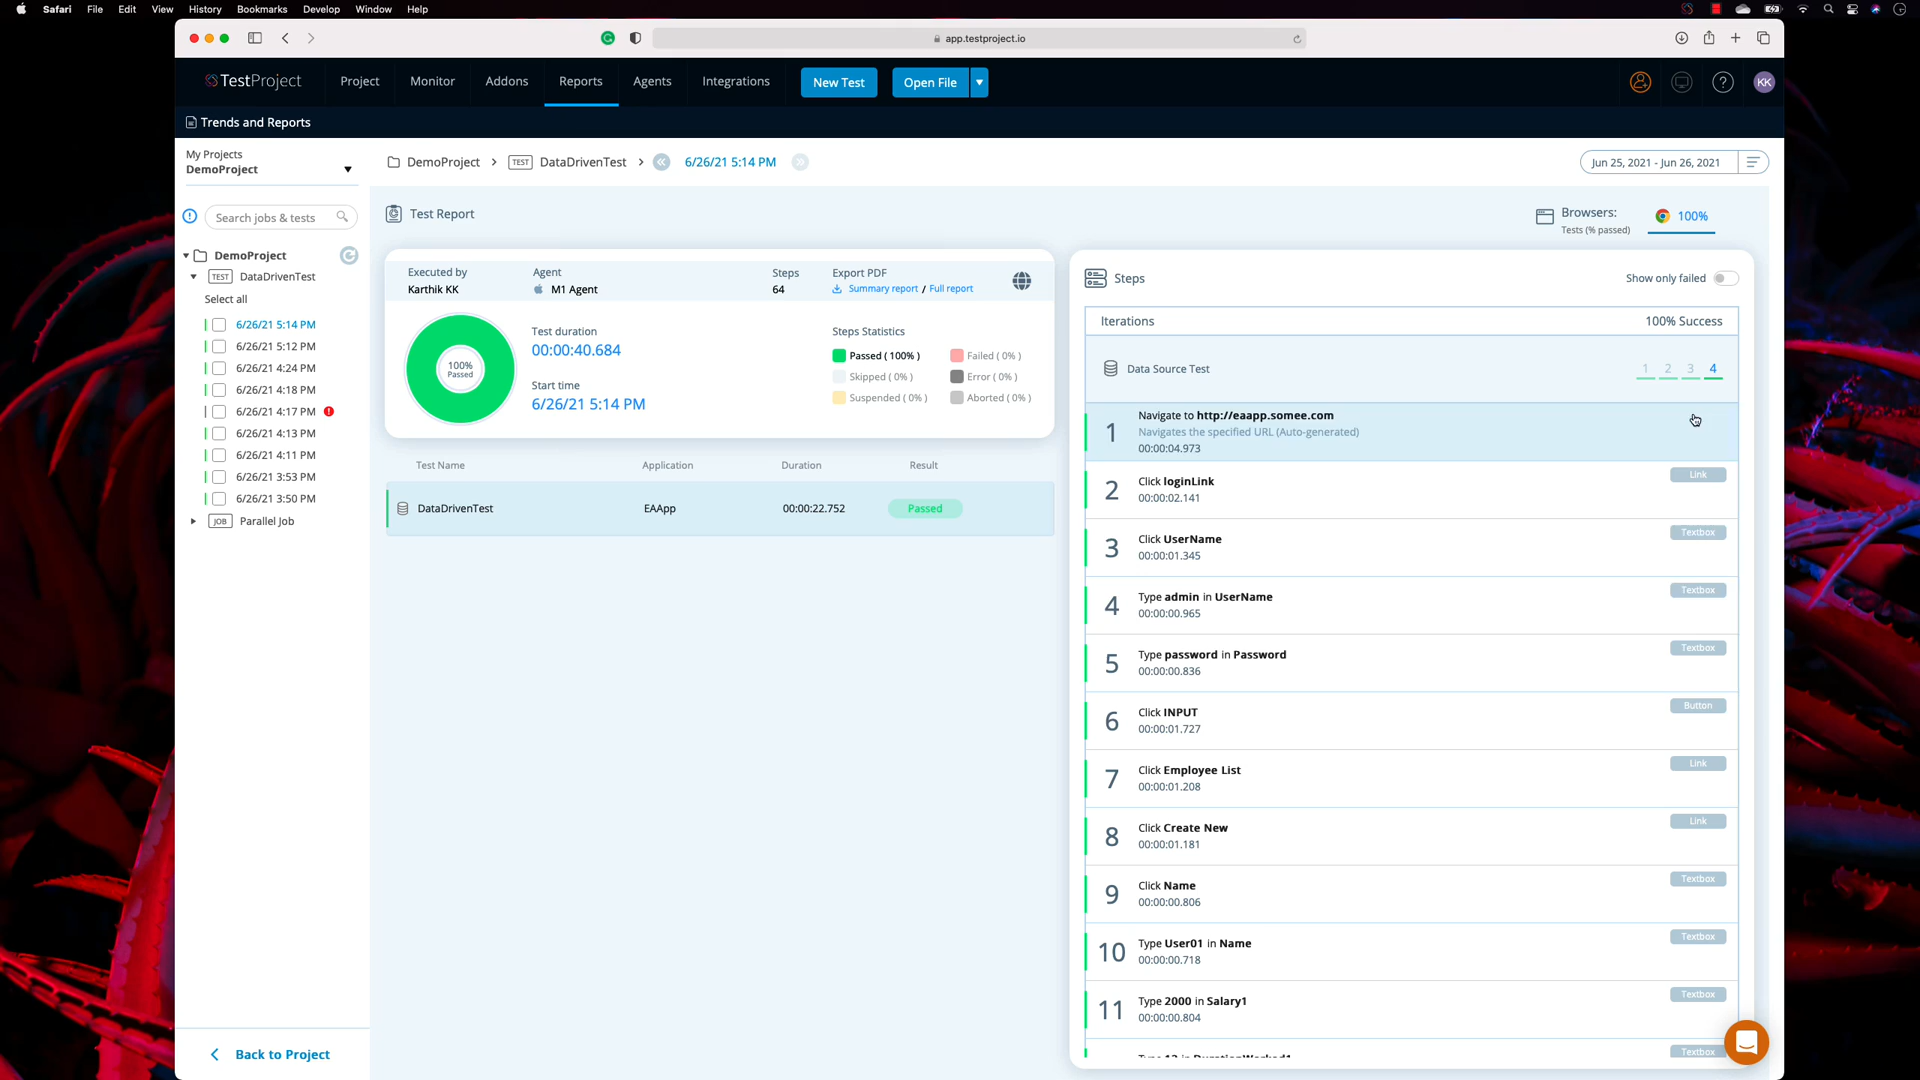 Safari File Edit View History Bookmarks Develop Window Help
app.testproject.io
TestProject Project Monitor Addons Reports Agents Integrations New Test Open File KK
Trends and Reports
My Projects
DemoProject
DemoProject > TEST DataDrivenTest > 6/26/21 5:14 PM
Jun 25, 2021 - Jun 26, 2021
Search jobs & tests
DemoProject
TEST DataDrivenTest
Select all
6/26/21 5:14 PM
6/26/21 5:12 PM
6/26/21 4:24 PM
6/26/21 4:18 PM
6/26/21 4:17 PM
6/26/21 4:13 PM
6/26/21 4:11 PM
6/26/21 3:53 PM
6/26/21 3:50 PM
JOB Parallel Job
Back to Project
Test Report
Browsers:
Tests (% passed)
100%
Executed by
Karthik KK
Agent
M1 Agent
Steps
64
Export PDF
Summary report / Full report
100%
Passed
Test duration
00:00:40.684
Start time
6/26/21 5:14 PM
Steps Statistics
Passed ( 100% ) Failed ( 0% )
Skipped ( 0% ) Error ( 0% )
Suspended ( 0% ) Aborted ( 0% )
Test Name Application Duration Result
DataDrivenTest EAApp 00:00:22.752 Passed
Steps
Show only failed
Iterations 100% Success
Data Source Test 1 2 3 4
1 Navigate to http://eaapp.somee.com
Navigates the specified URL (Auto-generated)
00:00:04.973
2 Click loginLink Link
00:00:02.141
3 Click UserName Textbox
00:00:01.345
4 Type admin in UserName Textbox
00:00:00.965
5 Type password in Password Textbox
00:00:00.836
6 Click INPUT Button
00:00:01.727
7 Click Employee List Link
00:00:01.208
8 Click Create New Link
00:00:01.181
9 Click Name Textbox
00:00:00.806
10 Type User01 in Name Textbox
00:00:00.718
11 Type 2000 in Salary1 Textbox
00:00:00.804
Textbox